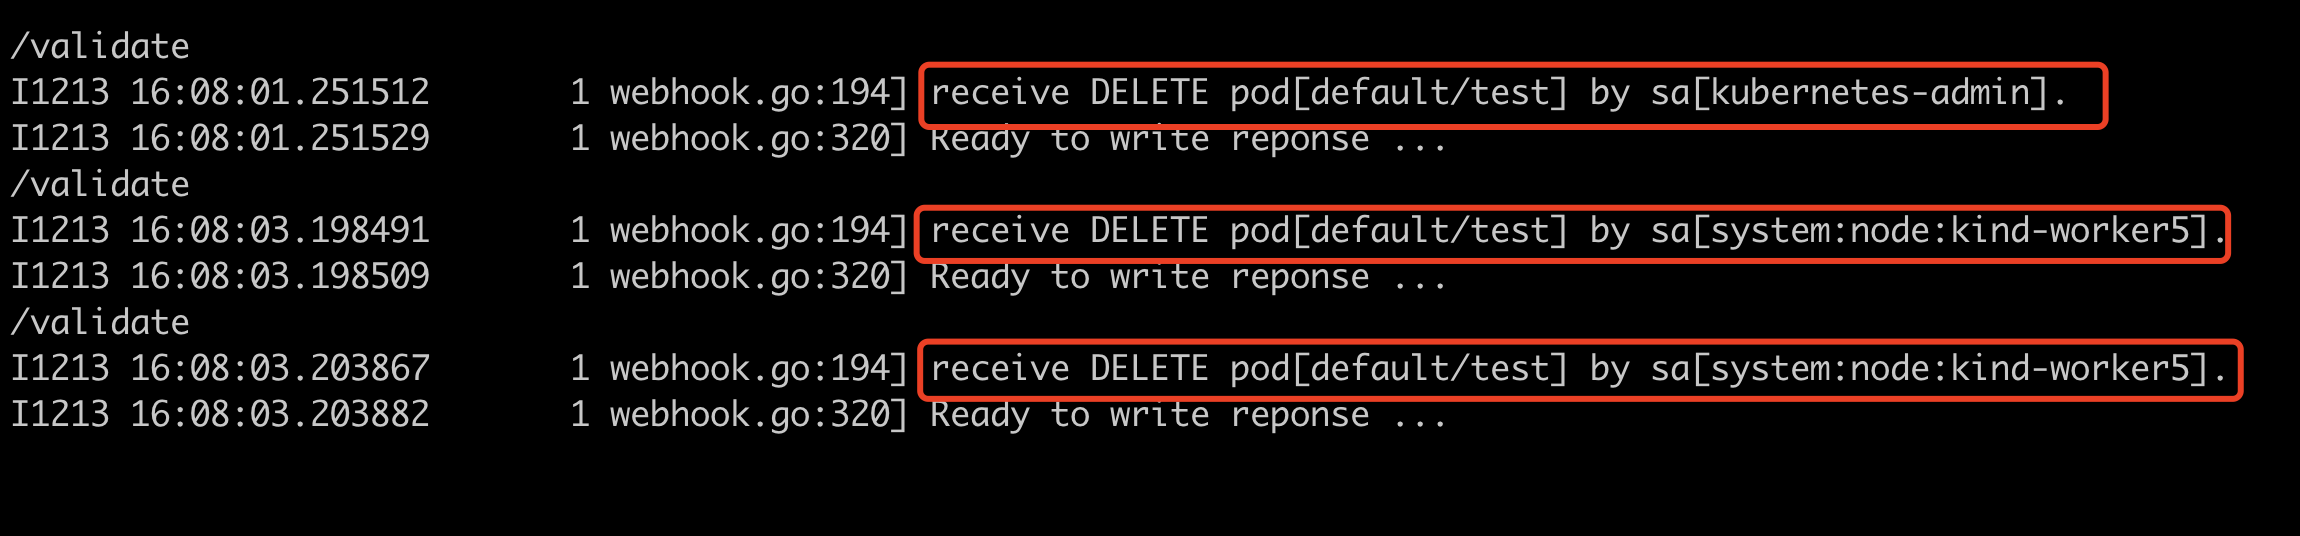 /validate
I1213 16:08:01.251512       1 webhook.go:194] receive DELETE pod[default/test] by sa[kubernetes-admin].
I1213 16:08:01.251529       1 webhook.go:320] Ready to write reponse ...
/validate
I1213 16:08:03.198491       1 webhook.go:194] receive DELETE pod[default/test] by sa[system:node:kind-worker5].
I1213 16:08:03.198509       1 webhook.go:320] Ready to write reponse ...
/validate
I1213 16:08:03.203867       1 webhook.go:194] receive DELETE pod[default/test] by sa[system:node:kind-worker5].
I1213 16:08:03.203882       1 webhook.go:320] Ready to write reponse ...